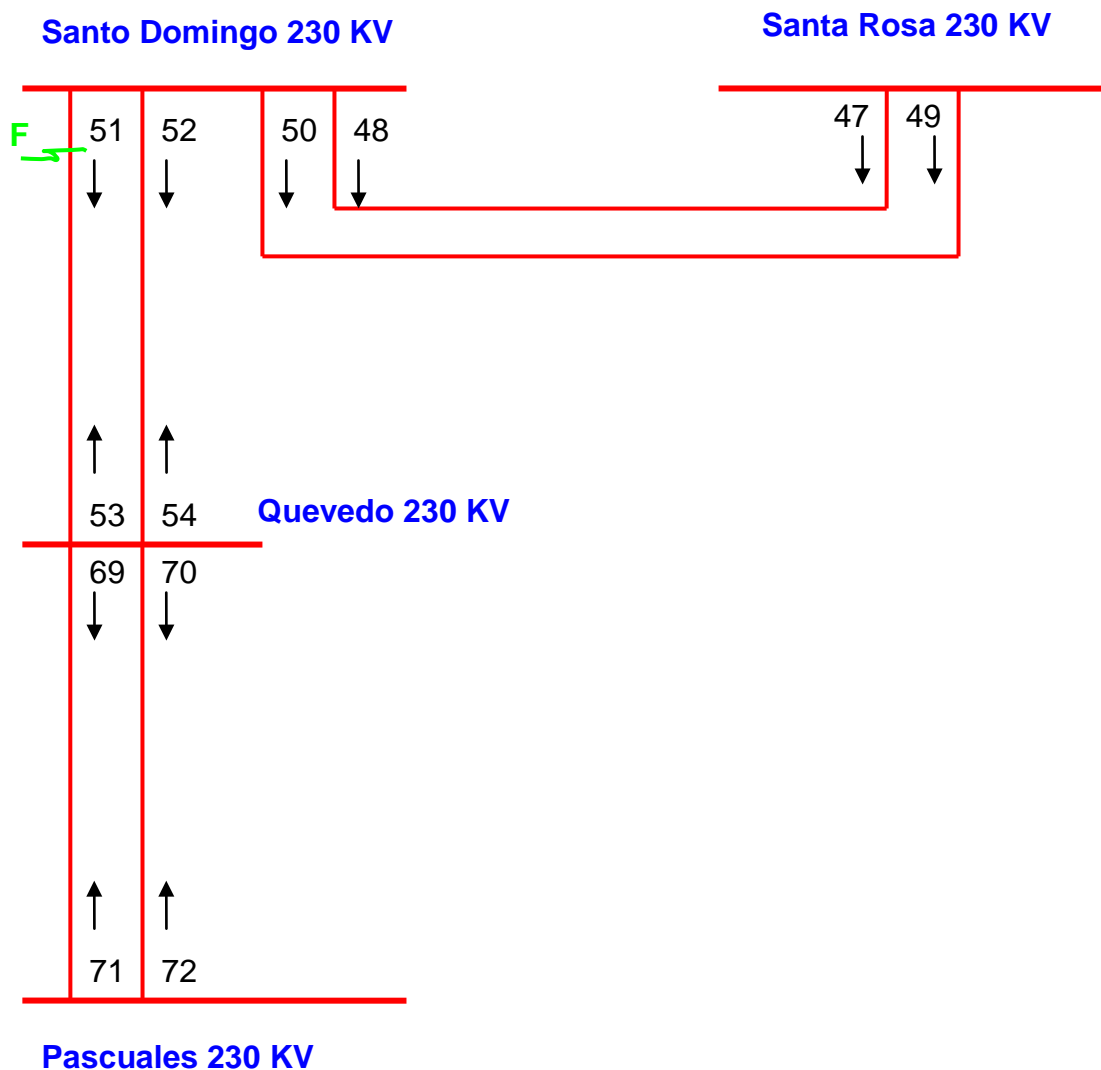 Santo Domingo 230 KV
Santa Rosa 230 KV
F
51 52 50 48
47 49
53 54
Quevedo 230 KV
69 70
71 72
Pascuales 230 KV